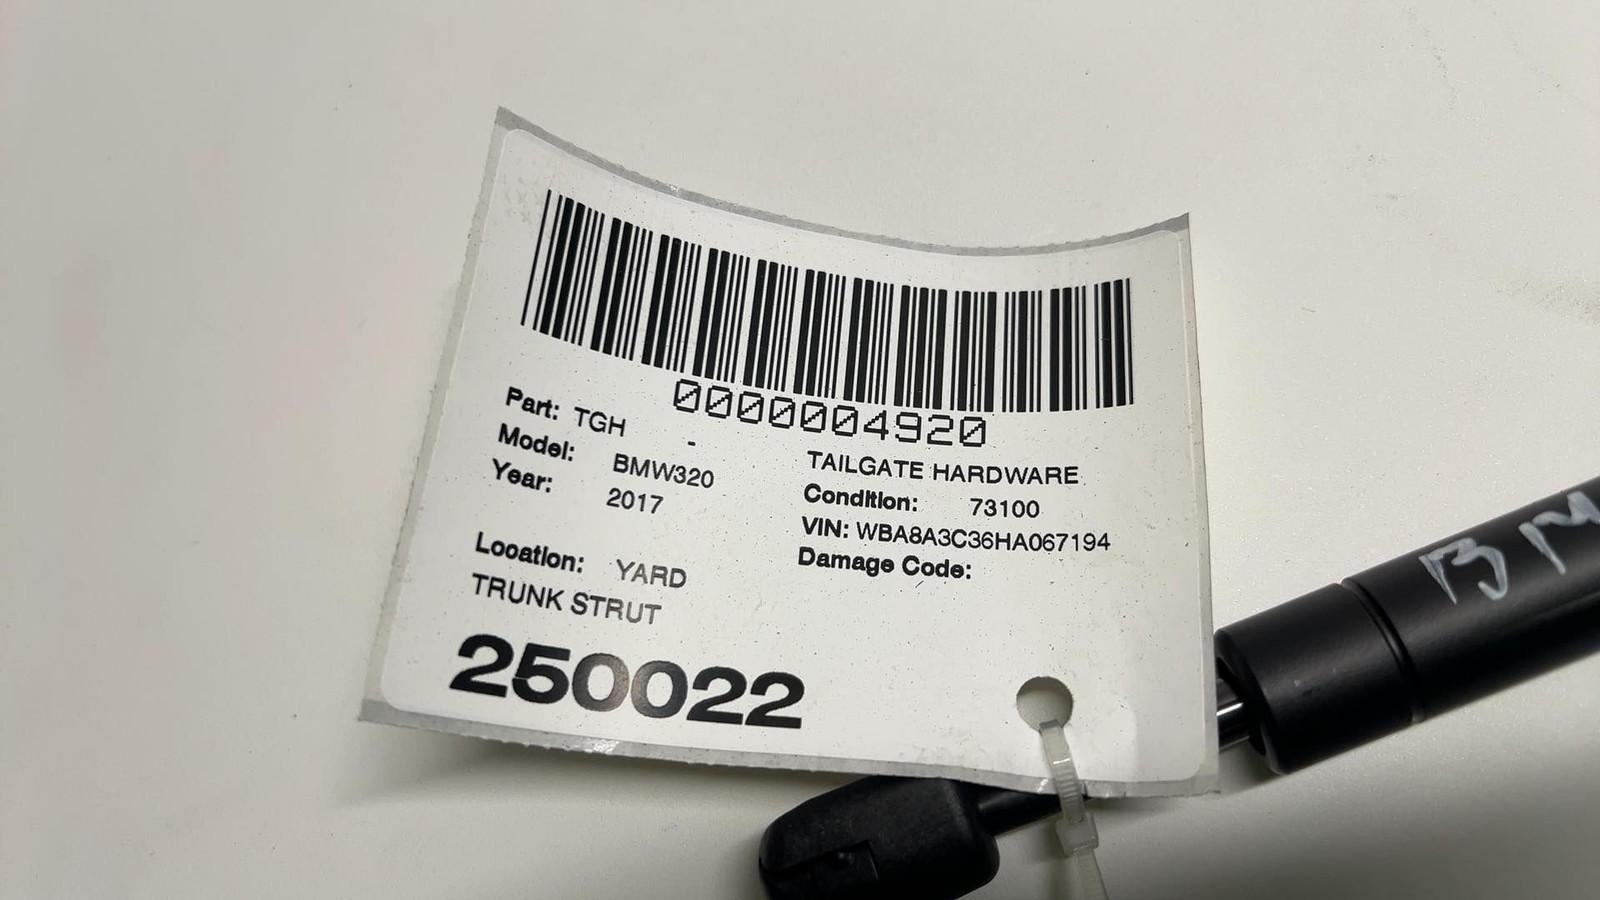 0000004920
Part: TGH -
TAILGATE HARDWARE
Model: BMW320
Condition: 73100
Year: 2017
VIN: WBA8A3C36HA067194
Damage Code:
Location: YARD
TRUNK STRUT
250022
BM